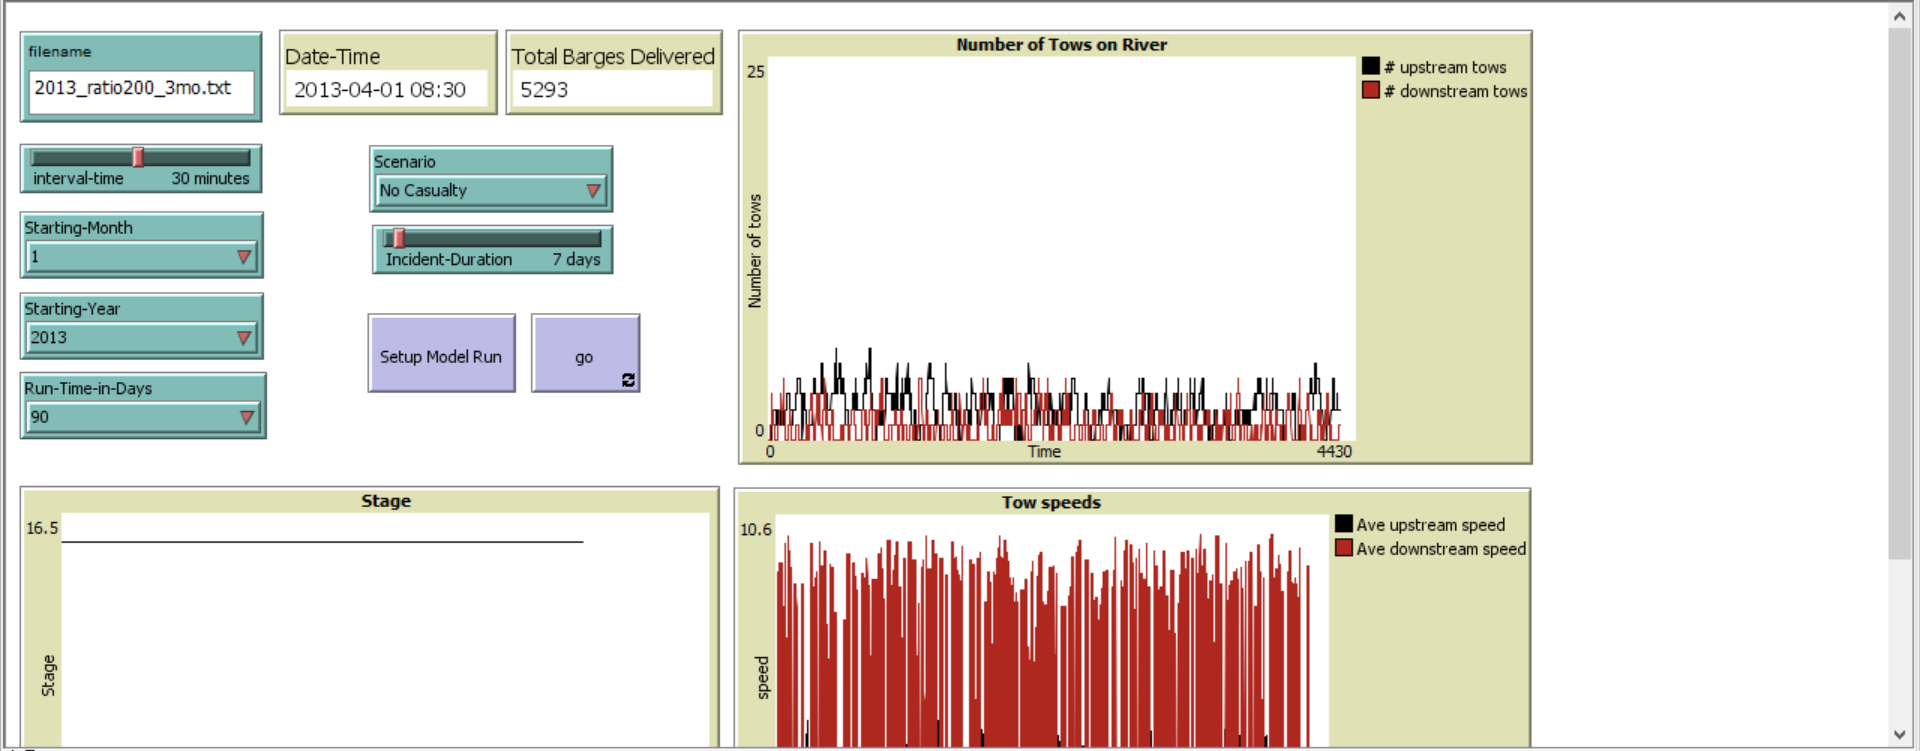 filename
2013_ratio200_3mo.txt
Date-Time
2013-04-01 08:30
Total Barges Delivered
5293
interval-time 30 minutes
Scenario
No Casualty
Incident-Duration 7 days
Starting-Month
1
Starting-Year
2013
Run-Time-in-Days
90
Setup Model Run
go
Number of Tows on River
25
Number of tows
0
0
Time
4430
# upstream tows
# downstream tows
Stage
16.5
Stage
Tow speeds
10.6
speed
Ave upstream speed
Ave downstream speed